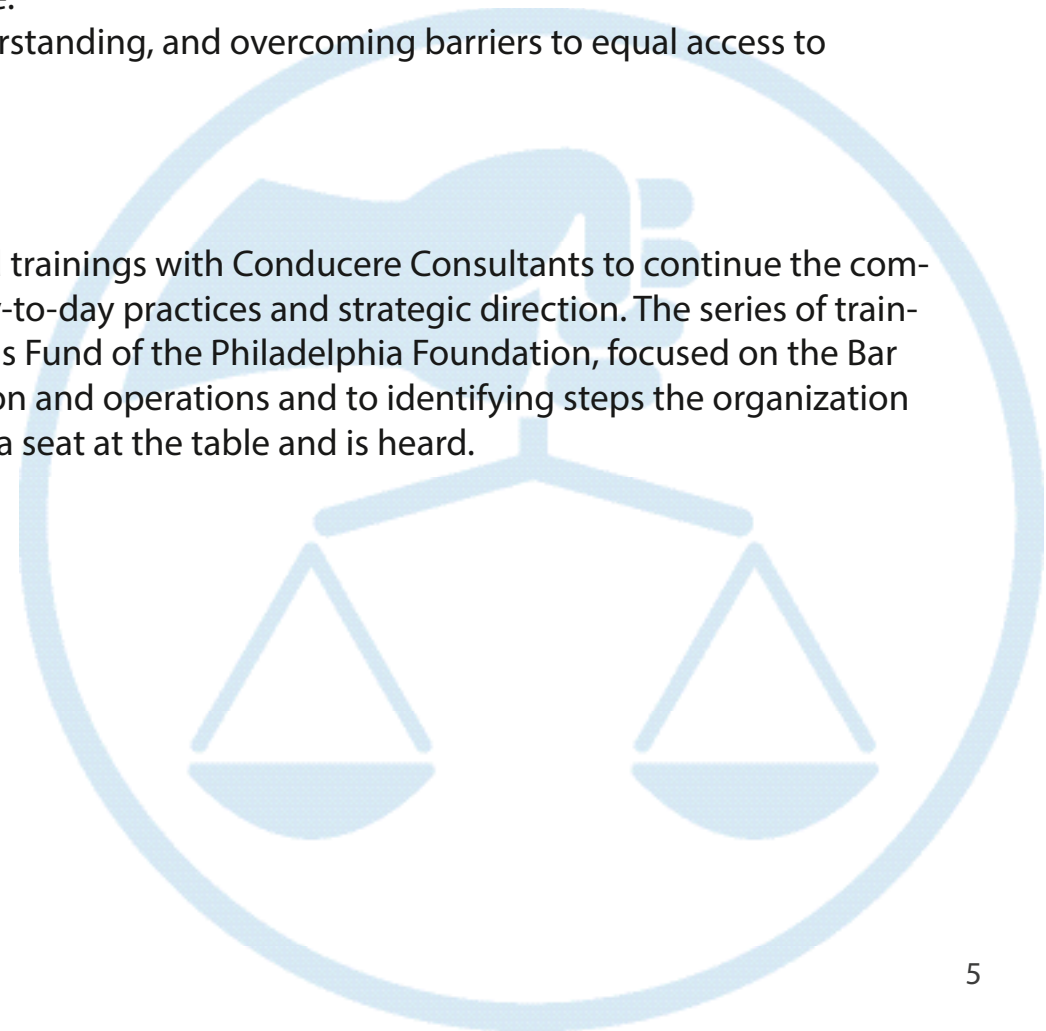 e.
rstanding, and overcoming barriers to equal access to
trainings with Conducere Consultants to continue the com-
-to-day practices and strategic direction. The series of train-
s Fund of the Philadelphia Foundation, focused on the Bar
on and operations and to identifying steps the organization
a seat at the table and is heard.
5